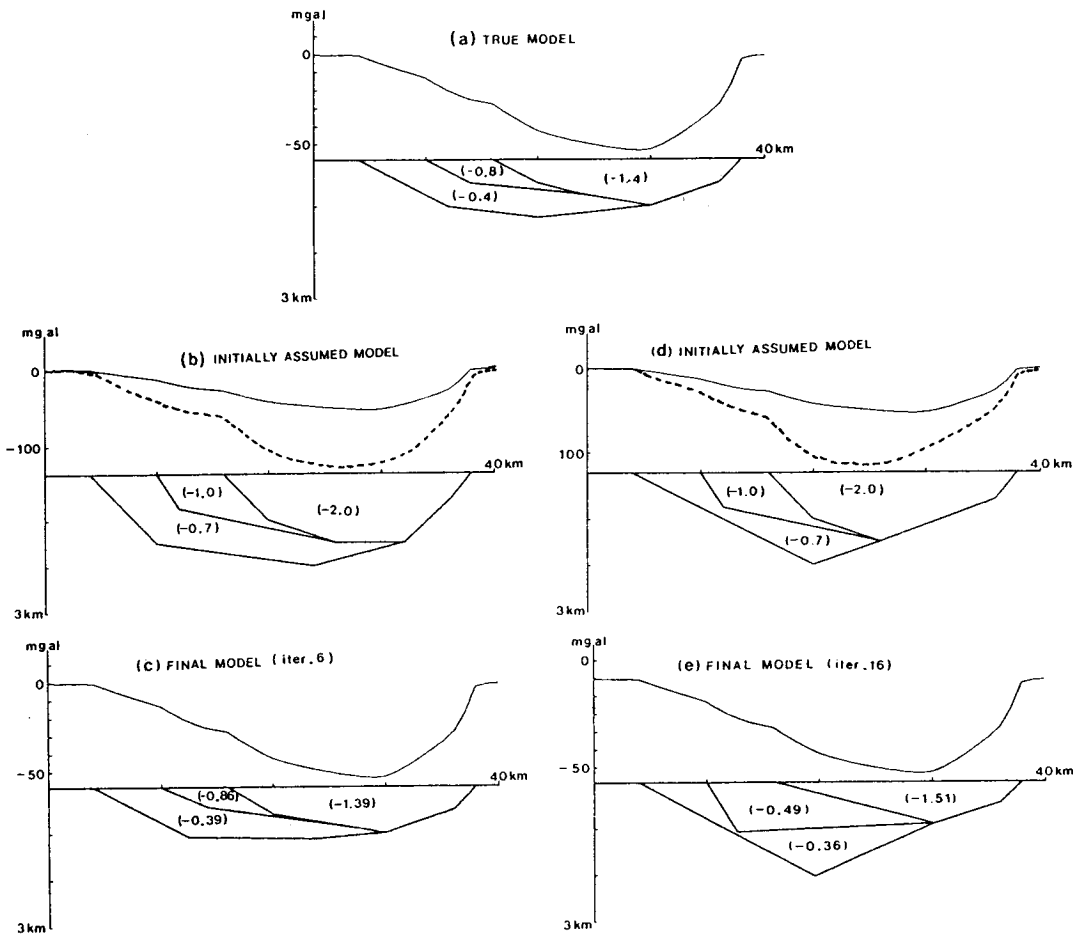 mgal
(a) TRUE MODEL
0
-50
40km
(-0.8)
(-1.4)
(-0.4)
3km
mgal
(b) INITIALLY ASSUMED MODEL
0
-100
40km
(-1.0)
(-2.0)
(-0.7)
3km
mgal
(d) INITIALLY ASSUMED MODEL
0
100
40km
(-1.0)
(-2.0)
(-0.7)
3km
mgal
(c) FINAL MODEL (iter.6)
0
-50
40km
(-0.86)
(-1.39)
(-0.39)
3km
mgal
(e) FINAL MODEL (iter.16)
0
-50
40km
(-1.51)
(-0.49)
(-0.36)
3km